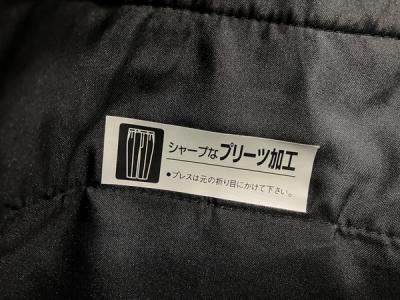 シャープなプリーツ加工
●プレスは元の折り目にかけて下さい。